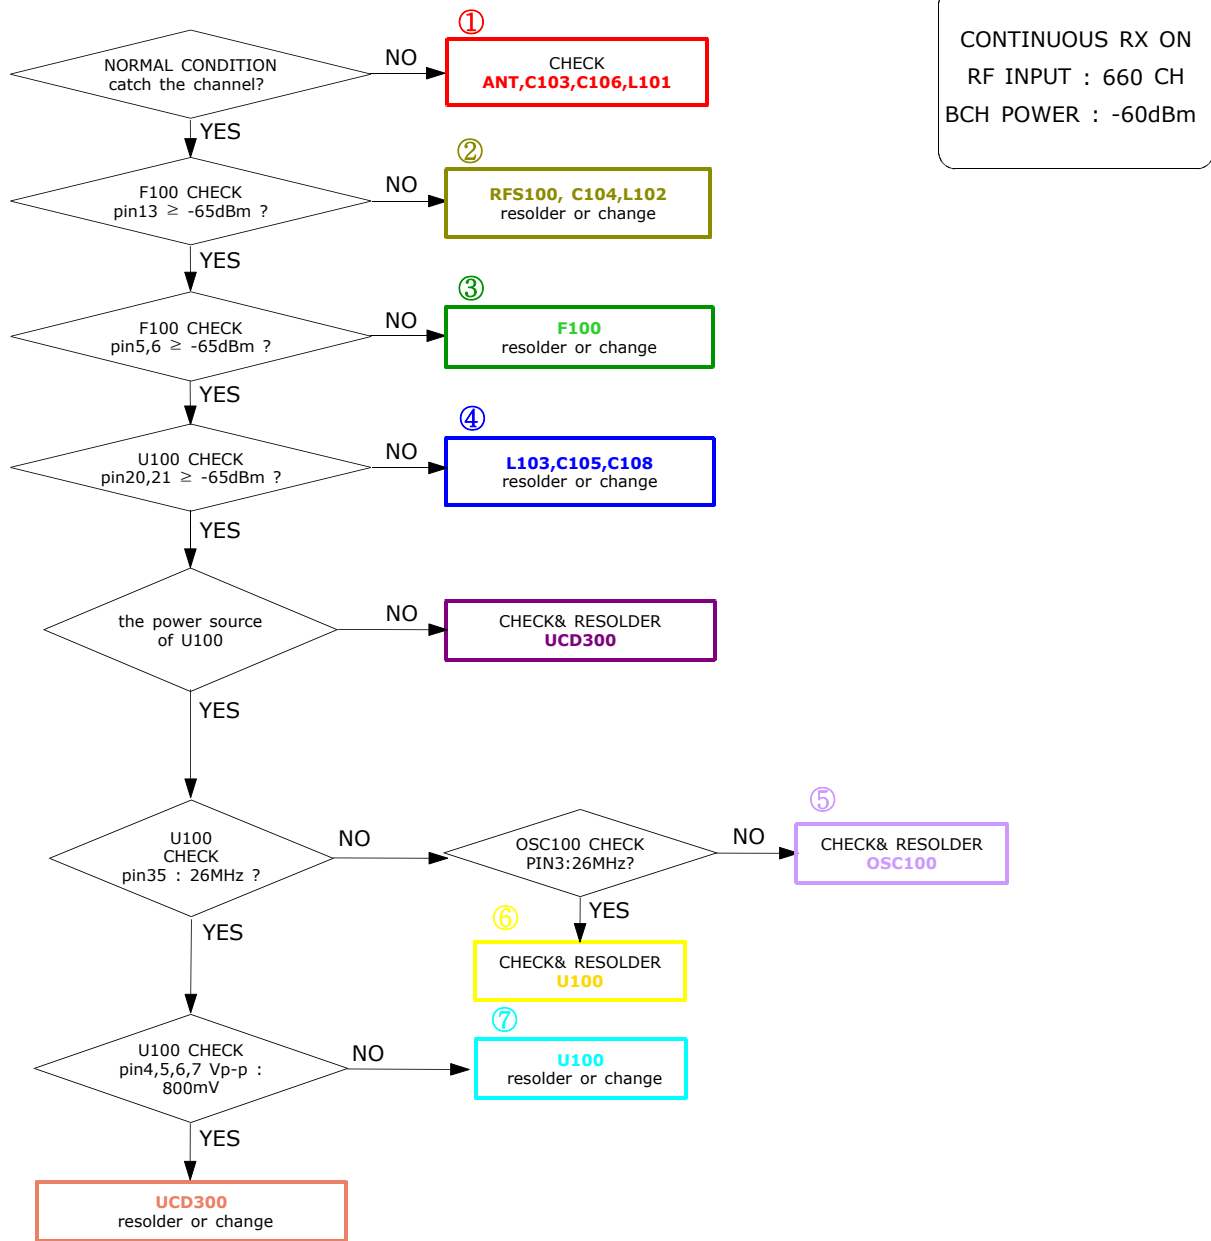 CONTINUOUS RX ON
RF INPUT : 660 CH
BCH POWER : -60dBm
①
NORMAL CONDITION
catch the channel?
NO
CHECK
ANT,C103,C106,L101
YES
②
F100 CHECK
pin13 ≥ -65dBm ?
NO
RFS100, C104,L102
resolder or change
YES
③
F100 CHECK
pin5,6 ≥ -65dBm ?
NO
F100
resolder or change
YES
④
U100 CHECK
pin20,21 ≥ -65dBm ?
NO
L103,C105,C108
resolder or change
YES
the power source
of U100
NO
CHECK& RESOLDER
UCD300
YES
U100
CHECK
pin35 : 26MHz ?
NO
OSC100 CHECK
PIN3:26MHz?
NO
⑤
CHECK& RESOLDER
OSC100
YES
⑥
CHECK& RESOLDER
U100
YES
⑦
U100 CHECK
pin4,5,6,7 Vp-p :
800mV
NO
U100
resolder or change
YES
UCD300
resolder or change